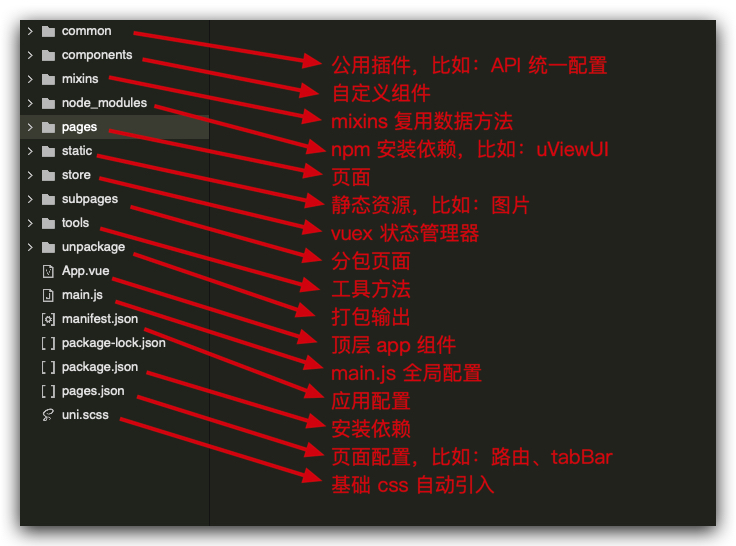 common
components
mixins
node_modules
pages
static
store
subpages
tools
unpackage
App.vue
main.js
manifest.json
package-lock.json
package.json
pages.json
uni.scss
公用插件，比如：API 统一配置
自定义组件
mixins 复用数据方法
npm 安装依赖，比如：uViewUI
页面
静态资源，比如：图片
vuex 状态管理器
分包页面
工具方法
打包输出
顶层 app 组件
main.js 全局配置
应用配置
安装依赖
页面配置，比如：路由、tabBar
基础 css 自动引入